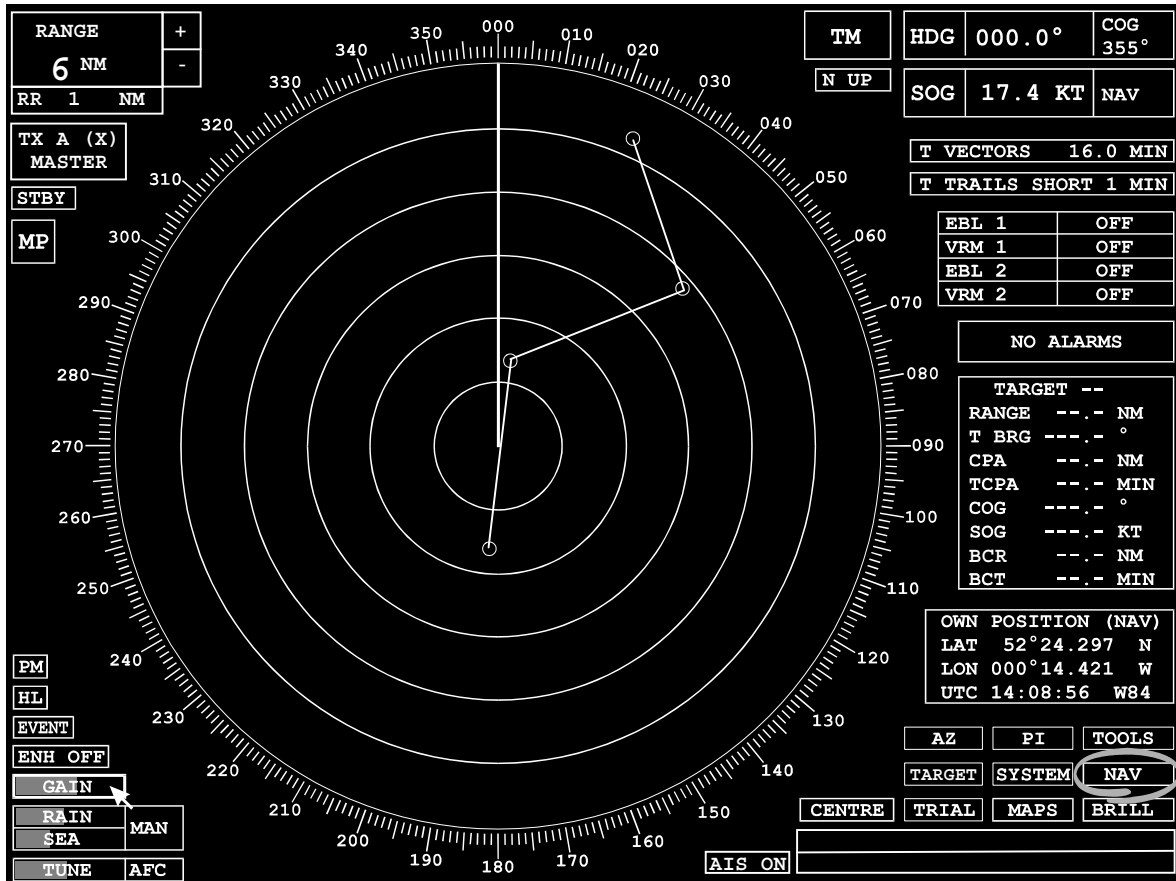 RANGE
+
6 NM
-
RR 1 NM
TX A (X)
MASTER
STBY
MP
PM
HL
EVENT
ENH OFF
GAIN
RAIN
MAN
SEA
TUNE
AFC
000
010
020
030
040
050
060
070
080
090
100
110
120
130
140
150
160
170
180
190
200
210
220
230
240
250
260
270
280
290
300
310
320
330
340
350
TM
N UP
HDG 000.0° COG 355°
SOG 17.4 KT NAV
T VECTORS 16.0 MIN
T TRAILS SHORT 1 MIN
EBL 1 OFF
VRM 1 OFF
EBL 2 OFF
VRM 2 OFF
NO ALARMS
TARGET --
RANGE --.- NM
T BRG ---.- °
CPA --.- NM
TCPA --.- MIN
COG ---.- °
SOG ---.- KT
BCR --.- NM
BCT ---.- MIN
OWN POSITION (NAV)
LAT 52°24.297 N
LON 000°14.421 W
UTC 14:08:56 W84
AZ PI TOOLS
TARGET SYSTEM NAV
CENTRE TRIAL MAPS BRILL
AIS ON